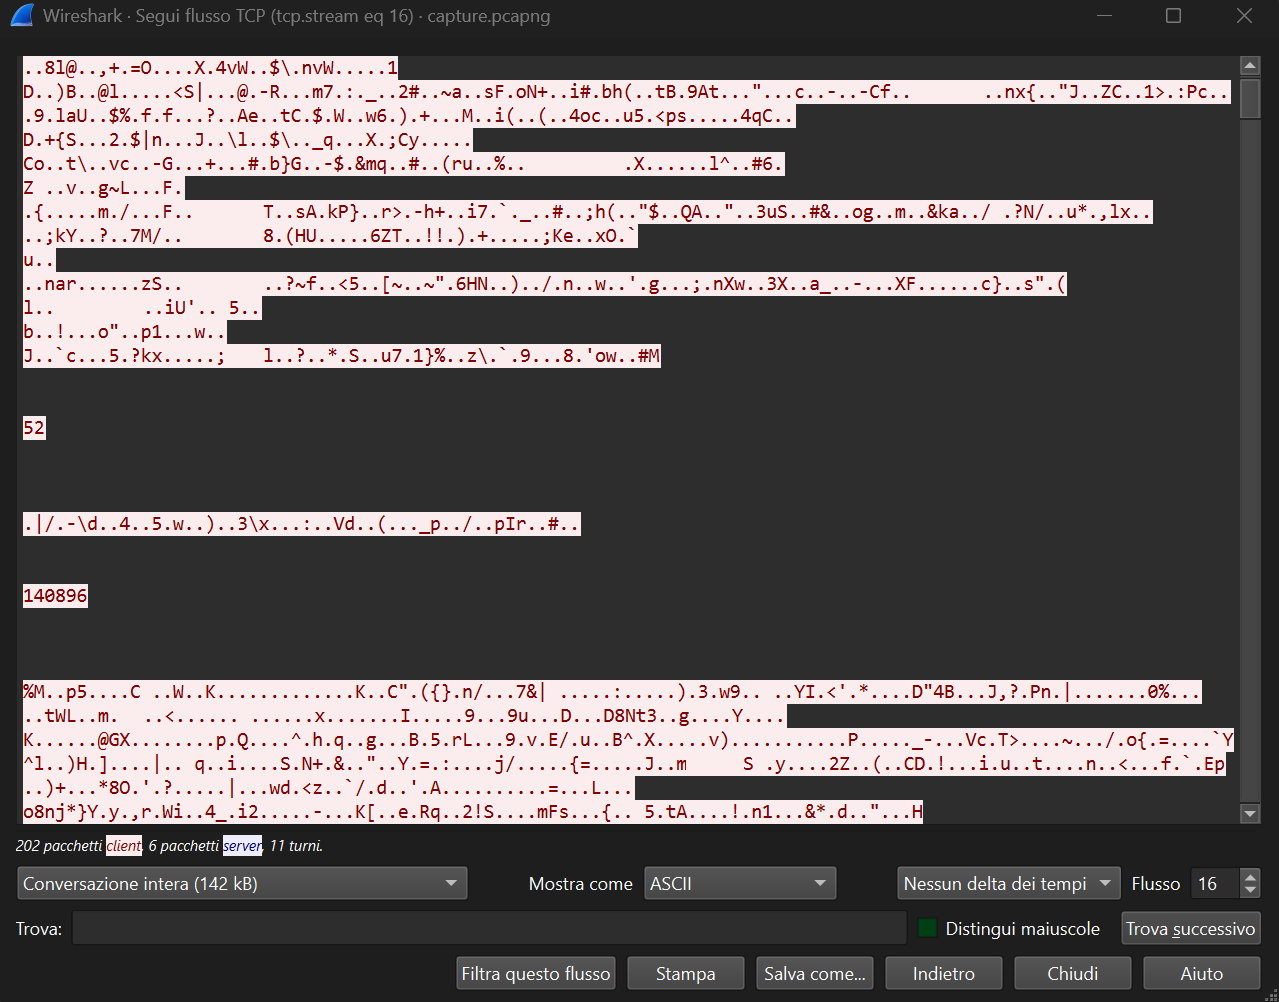 Wireshark · Segui flusso TCP (tcp.stream eq 16) · capture.pcapng
..8l@..,+.=O....X.4vW..$\.nvW.....1
D..)B..@l.....<S|...@.-R...m7.:._..2#..~a..sF.oN+..i#.bh(..tB.9At..."...c..-..-Cf.. ..nx{.."J..ZC..1>.:Pc..
.9.laU..$%.f.f...?..Ae..tC.$.W..w6.).+...M..i(..(..4oc..u5.<ps.....4qC..
D.+{S...2.$|n...J..\l..$\.._q...X.;Cy.....
Co..t\..vc..-G...+...#.b}G..-$.&mq..#..(ru..%.. .X......l^..#6.
Z ..v..g~L...F.
.{.....m./...F.. T..sA.kP}..r>.-h+..i7.`._..#..;h(.."$..QA.."..3uS..#&..og..m..&ka../ .?N/..u*.,lx..
..;kY..?..7M/.. 8.(HU.....6ZT..!!.).+.....;Ke..xO.`
u..
..nar......zS.. ..?~f..<5..[~..~".6HN..)../.n..w..'.g...;.nXw..3X..a_..-...XF......c}..s".(
l.. ..iU'.. 5..
b..!...o"..p1...w..
J..`c...5.?kx.....; l..?..*.S..u7.1}%..z\.`.9...8.'ow..#M
52
.|/.-\d..4..5.w..)..3\x...:..Vd..(..._p../..pIr..#..
140896
%M..p5....C ..W..K.............K..C".({}.n/...7&| .....:.....).3.w9.. ..YI.<'.*....D"4B...J,?.Pn.|.......0%...
..tWL..m. ..<...... ......x.......I.....9...9u...D...D8Nt3..g....Y....
K......@GX........p.Q....^.h.q..g...B.5.rL...9.v.E/.u..B^.X.....v)...........P....._-...Vc.T>....~.../.o{.=....`Y
^l..)H.]....|.. q..i....S.N+.&.."..Y.=.:....j/.....{=.....J..m S .y....2Z..(..CD.!...i.u..t....n..<...f.`.Ep
..)+...*8O.'.?.....|...wd.<z..`/.d..'.A..........=...L...
o8nj*}Y.y.,r.Wi..4_.i2.....-...K[..e.Rq..2!S....mFs...{.. 5.tA....!.n1...&*.d.."...H
202 pacchetti client, 6 pacchetti server, 11 turni.
Conversazione intera (142 kB) Mostra come ASCII Nessun delta dei tempi Flusso 16
Trova: Distingui maiuscole Trova successivo
Filtra questo flusso Stampa Salva come... Indietro Chiudi Aiuto